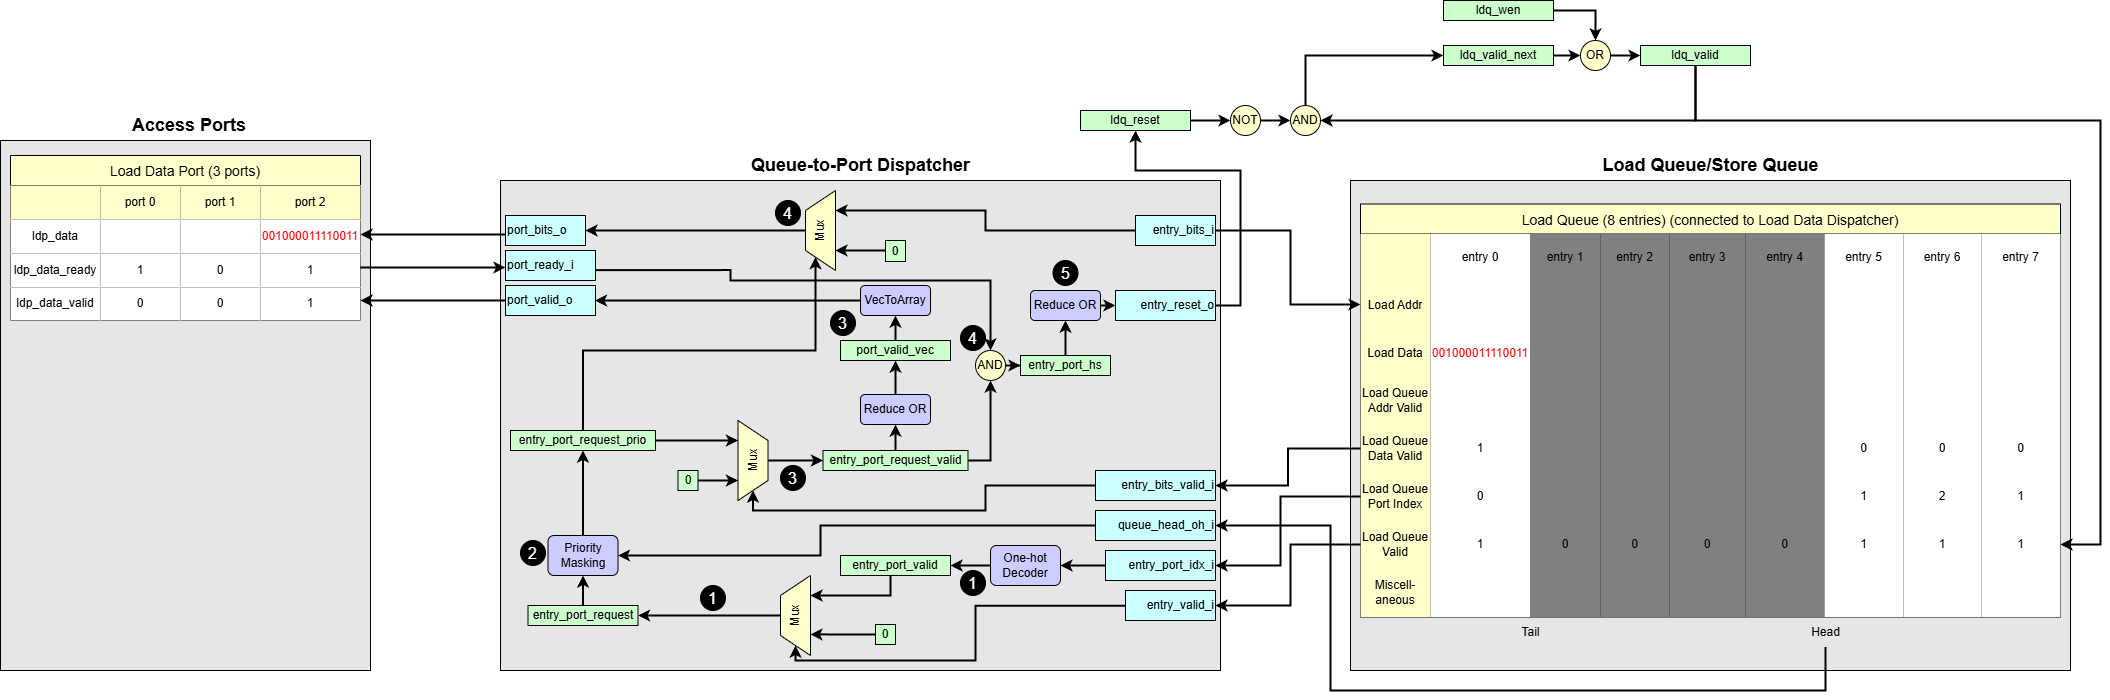 ldq_wen
ldq_valid_next
OR
ldq_valid
ldq_reset
NOT
AND
Access Ports
Load Data Port (3 ports)
port 0 port 1 port 2
ldp_data 001000011110011
ldp_data_ready 1 0 1
ldp_data_valid 0 0 1
Queue-to-Port Dispatcher
port_bits_o
port_ready_i
port_valid_o
4
Mux
0
entry_bits_i
5
Reduce OR
entry_reset_o
VecToArray
3
port_valid_vec
4
AND
entry_port_hs
Reduce OR
entry_port_request_prio
Mux
0
3
entry_port_request_valid
entry_bits_valid_i
queue_head_oh_i
2
Priority
Masking
entry_port_valid
1
One-hot
Decoder
entry_port_idx_i
1
entry_port_request
Mux
0
entry_valid_i
Load Queue/Store Queue
Load Queue (8 entries) (connected to Load Data Dispatcher)
entry 0 entry 1 entry 2 entry 3 entry 4 entry 5 entry 6 entry 7
Load Addr
Load Data 001000011110011
Load Queue
Addr Valid
Load Queue
Data Valid 1 0 0 0
Load Queue
Port Index 0 1 2 1
Load Queue
Valid 1 0 0 0 0 1 1 1
Miscell-
aneous
Tail Head